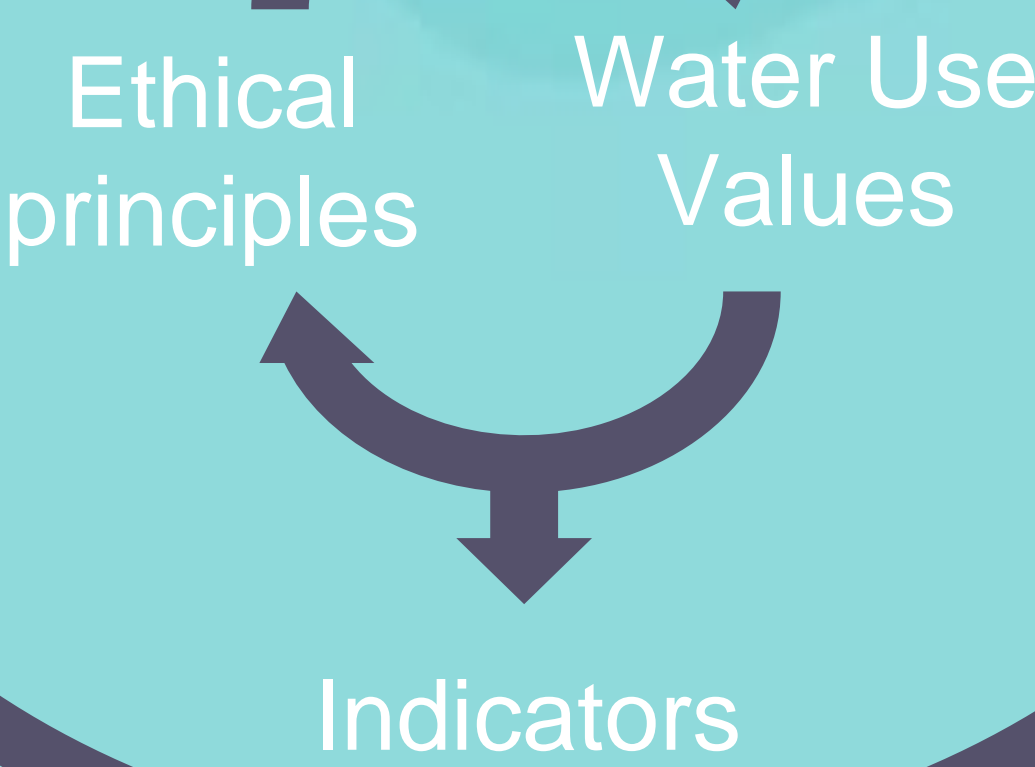 Ethical
principles
Water Use
Values
Indicators